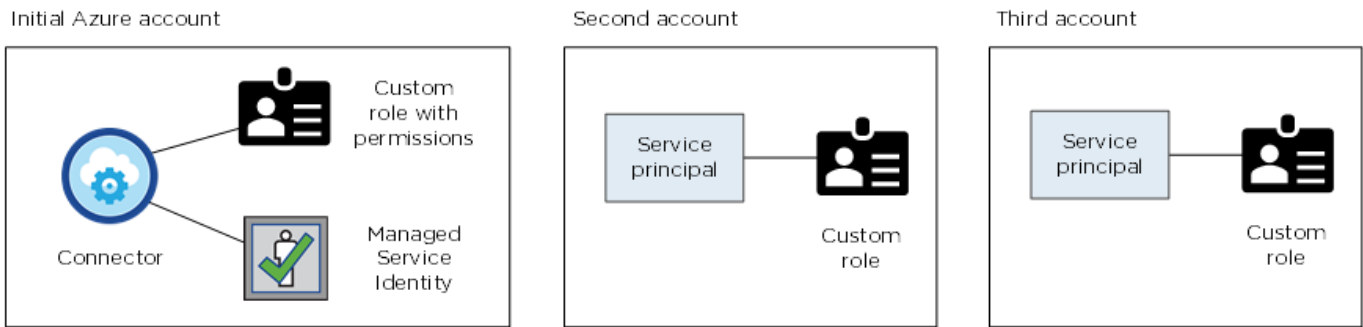 Initial Azure account
Second account
Third account
Custom
role with
permissions
Connector
Managed
Service
Identity
Service
principal
Custom
role
Service
principal
Custom
role